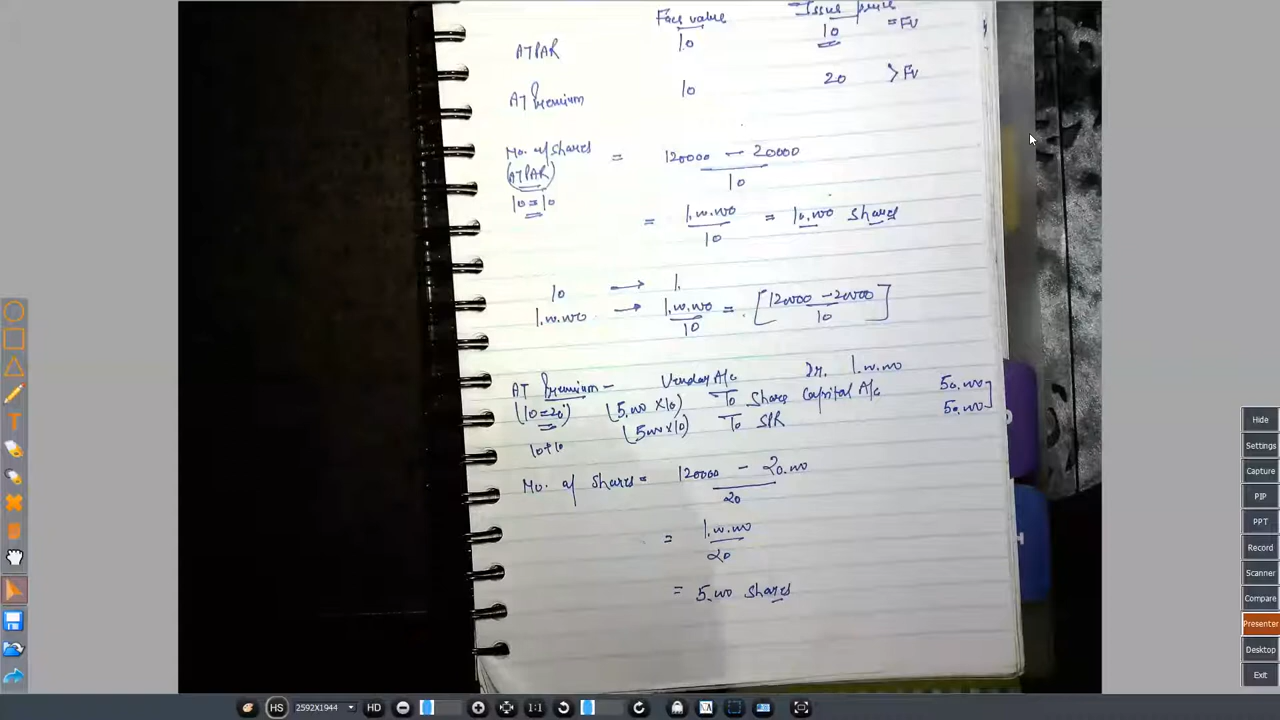 Face value
Issue price
AT PAR
10
10
= FV
AT Premium
10
20
> FV
No. of shares
(AT PAR)
10 = 10
=
120000 - 20000
10
=
1.00.000
10
= 10.000 shares
10 → 1.
1.00.000 → 1.00.000
10
= [120000 - 20000]
10
AT Premium - Vendor A/c Dr. 1.00.000
(10 = 20) (5.000 x 10) To Share Capital A/c 50.000
10+10 (5000 x 10) To SPR 50.000
No. of Shares = 120000 - 20.000
20
= 1.00.000
20
= 5.000 shares
Hide
Settings
Capture
PIP
PPT
Record
Scanner
Compare
Presenter
Desktop
Exit
HS
2592X1944
HD
1:1